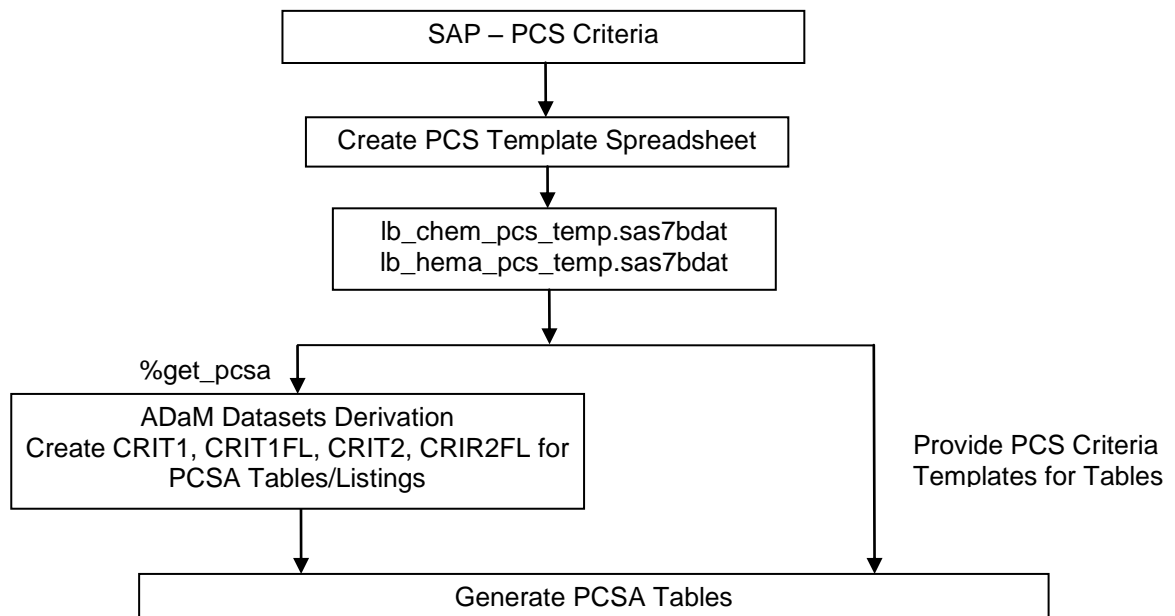 SAP – PCS Criteria
Create PCS Template Spreadsheet
lb_chem_pcs_temp.sas7bdat
lb_hema_pcs_temp.sas7bdat
%get_pcsa
ADaM Datasets Derivation
Create CRIT1, CRIT1FL, CRIT2, CRIR2FL for
PCSA Tables/Listings
Provide PCS Criteria
Templates for Tables
Generate PCSA Tables